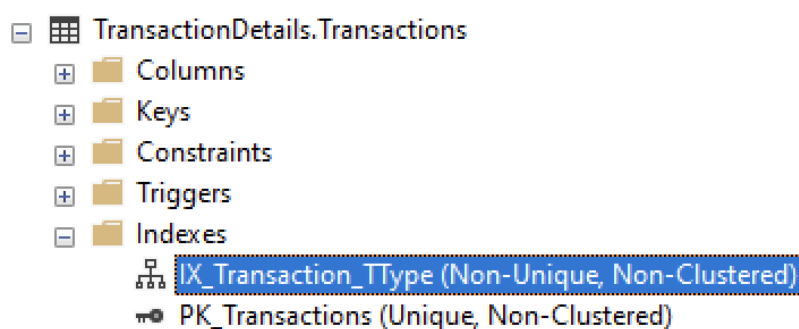 TransactionDetails.Transactions
Columns
Keys
Constraints
Triggers
Indexes
IX_Transaction_TType (Non-Unique, Non-Clustered)
PK_Transactions (Unique, Non-Clustered)